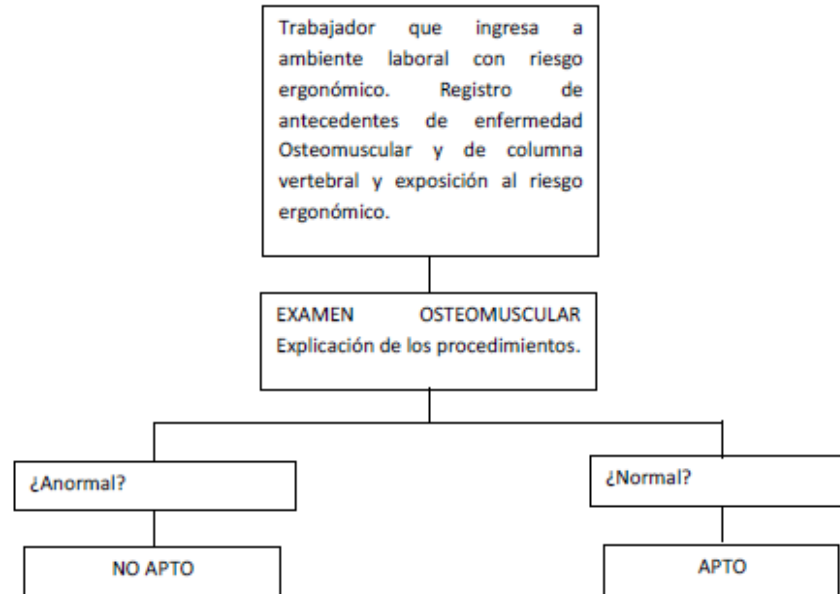 Trabajador que ingresa a
ambiente laboral con riesgo
ergonómico. Registro de
antecedentes de enfermedad
Osteomuscular y de columna
vertebral y exposición al riesgo
ergonómico.
EXAMEN OSTEOMUSCULAR
Explicación de los procedimientos.
¿Anormal?
¿Normal?
NO APTO
APTO